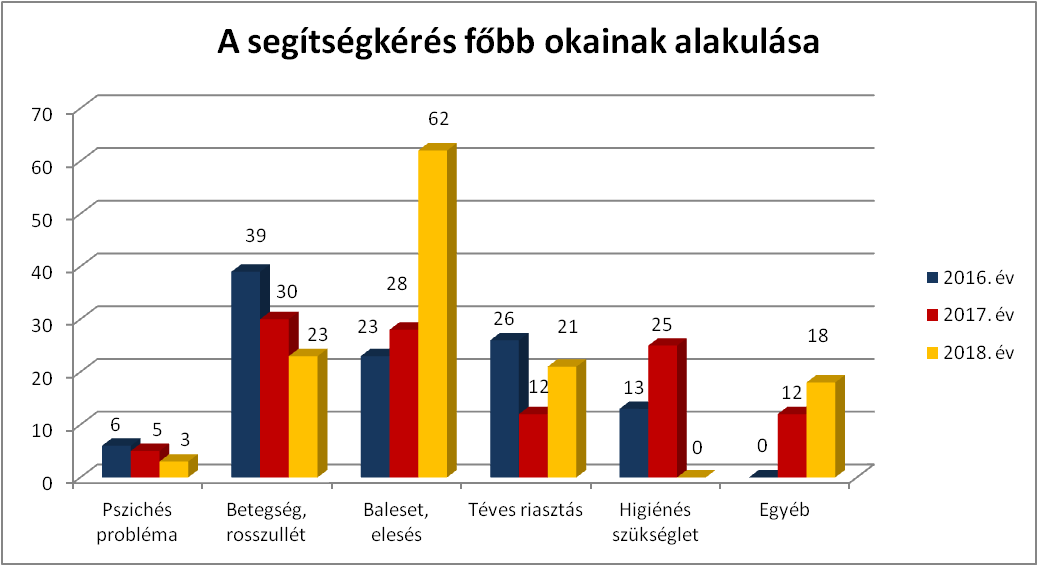 A segítségkérés főbb okainak alakulása
70
60
50
40
30
20
10
0
6
5
3
39
30
23
23
28
62
26
12
21
13
25
0
0
12
18
Pszichés
probléma
Betegség,
rosszullét
Baleset,
elesés
Téves riasztás
Higiénés
szükséglet
Egyéb
2016. év
2017. év
2018. év